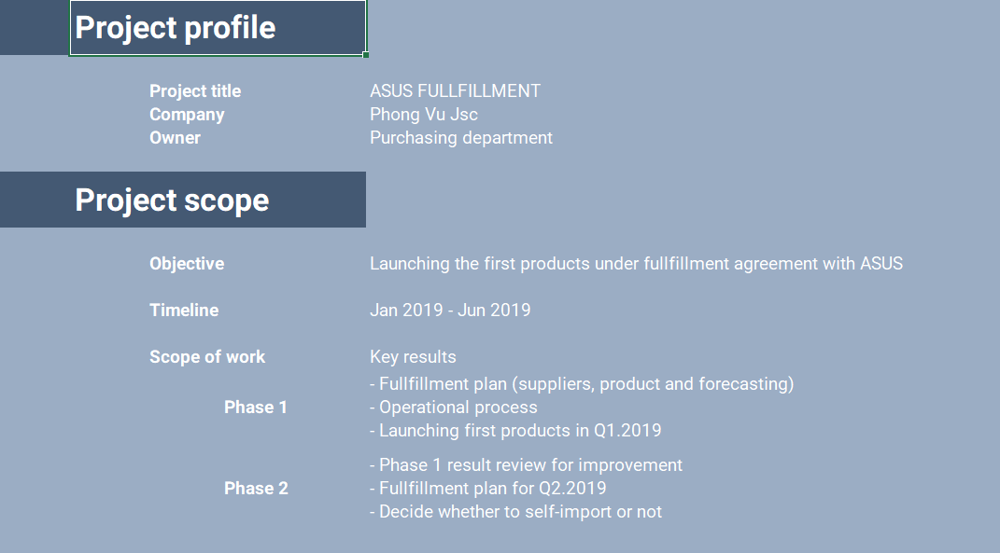 Project profile
Project title ASUS FULLFILLMENT
Company Phong Vu Jsc
Owner Purchasing department
Project scope
Objective Launching the first products under fullfillment agreement with ASUS
Timeline Jan 2019 - Jun 2019
Scope of work Key results
- Fullfillment plan (suppliers, product and forecasting)
Phase 1 - Operational process
- Launching first products in Q1.2019
- Phase 1 result review for improvement
Phase 2 - Fullfillment plan for Q2.2019
- Decide whether to self-import or not